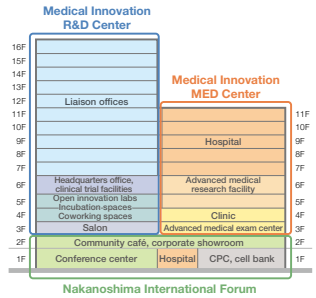 Medical Innovation
R&D Center
16F
15F
14F
13F
12F
11F
10F
9F
8F
7F
6F
5F
4F
3F
2F
1F
Liaison offices
Headquarters office,
clinical trial facilities
Open innovation labs
Incubation spaces
Coworking spaces
Salon
Medical Innovation
MED Center
11F
10F
9F
8F
7F
6F
5F
4F
3F
2F
1F
Hospital
Advanced medical
research facility
Clinic
Advanced medical exam center
Community café, corporate showroom
Conference center
Hospital
CPC, cell bank
Nakanoshima International Forum